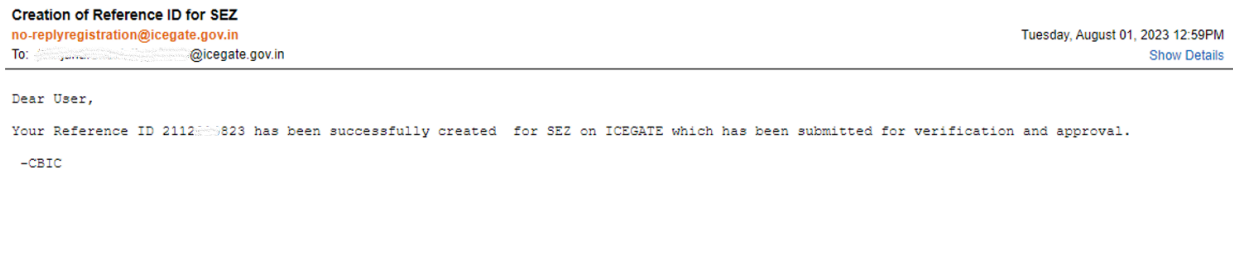 Creation of Reference ID for SEZ
no-replyregistration@icegate.gov.in
Tuesday, August 01, 2023 12:59PM
To: @icegate.gov.in
Show Details
Dear User,
Your Reference ID 2112 823 has been successfully created for SEZ on ICEGATE which has been submitted for verification and approval.
-CBIC